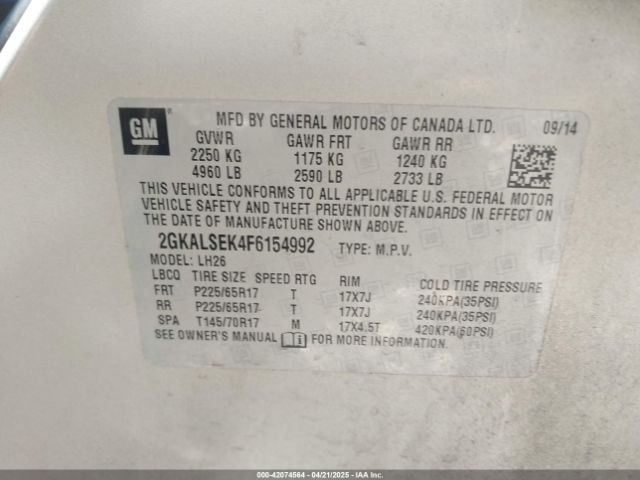 GM ®
MFD BY GENERAL MOTORS OF CANADA LTD. 09/14
GVWR GAWR FRT GAWR RR
2250 KG 1175 KG 1240 KG
4960 LB 2590 LB 2733 LB
THIS VEHICLE CONFORMS TO ALL APPLICABLE U.S. FEDERAL MOTOR
VEHICLE SAFETY AND THEFT PREVENTION STANDARDS IN EFFECT ON
THE DATE OF MANUFACTURE SHOWN ABOVE.
2GKALSEK4F6154992 TYPE: M.P.V.
MODEL: LH26
LBCQ TIRE SIZE SPEED RTG RIM COLD TIRE PRESSURE
FRT P225/65R17 T 17X7J 240KPA(35PSI)
RR P225/65R17 T 17X7J 240KPA(35PSI)
SPA T145/70R17 M 17X4.5T 420KPA(60PSI)
SEE OWNER'S MANUAL FOR MORE INFORMATION.
000-42074564 - 04/21/2025 - IAA Inc.